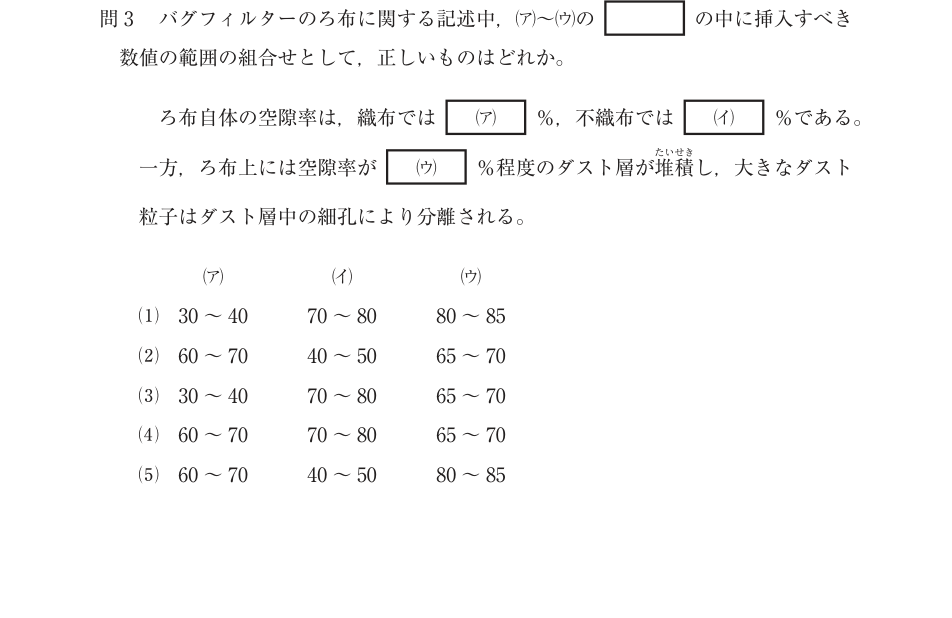 問3　バグフィルターのろ布に関する記述中，㋐～㋒の　　　の中に挿入すべき
数値の範囲の組合せとして，正しいものはどれか。
ろ布自体の空隙率は，織布では (ア) ％，不織布では (イ) ％である。
一方，ろ布上には空隙率が (ウ) ％程度のダスト層が堆積し，大きなダスト
たいせき
粒子はダスト層中の細孔により分離される。
(ア)　(イ)　(ウ)
(1)　30～40　70～80　80～85
(2)　60～70　40～50　65～70
(3)　30～40　70～80　65～70
(4)　60～70　70～80　65～70
(5)　60～70　40～50　80～85